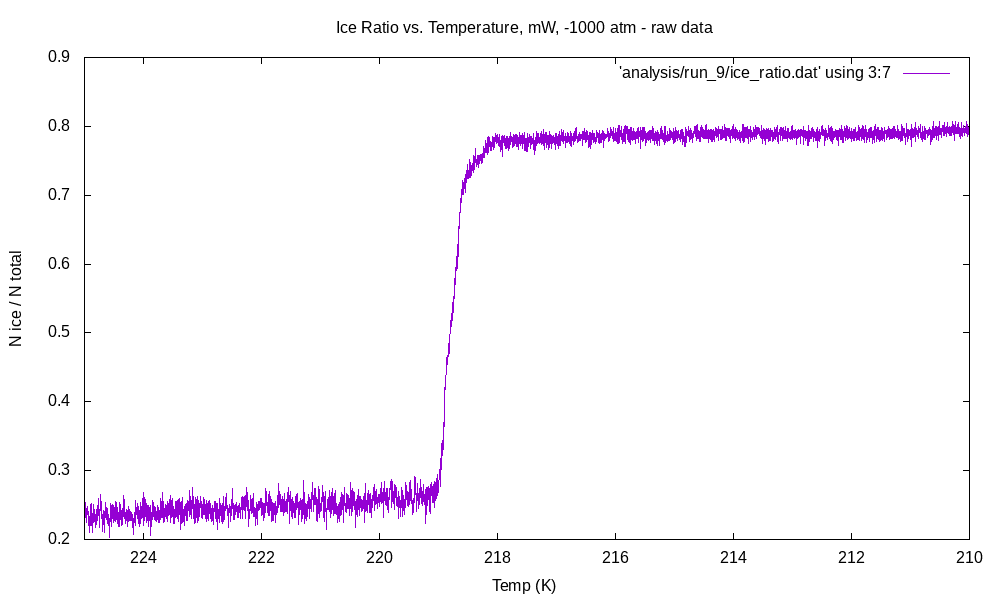 Ice Ratio vs. Temperature, mW, -1000 atm - raw data
'analysis/run_9/ice_ratio.dat' using 3:7
N ice / N total
0.9
0.8
0.7
0.6
0.5
0.4
0.3
0.2
224 222 220 218 216 214 212 210
Temp (K)